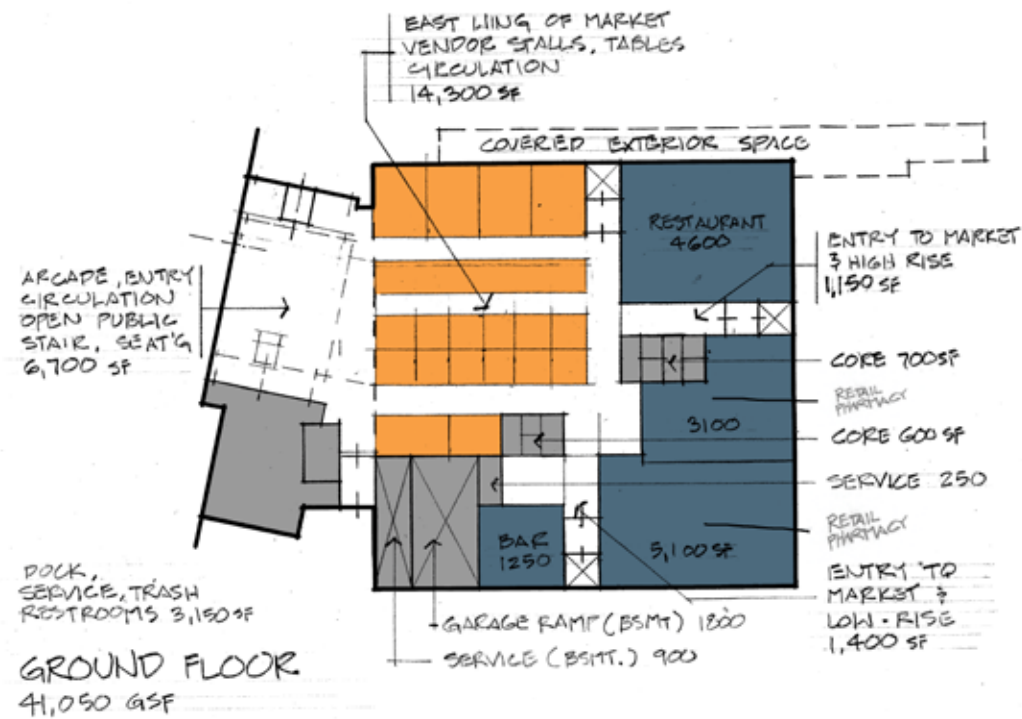 EAST WING OF MARKET
VENDOR STALLS, TABLES
CIRCULATION
14,300 SF
COVERED EXTERIOR SPACE
RESTAURANT
4600
ENTRY TO MARKET
& HIGH RISE
1,150 SF
ARCADE, ENTRY
CIRCULATION
OPEN PUBLIC
STAIR, SEAT'G
6,700 SF
CORE 700SF
RETAIL
PHARMACY
3100
CORE 600 SF
SERVICE 250
RETAIL
PHARMACY
5,100 SF
BAR
1250
ENTRY TO
MARKET &
LOW-RISE
1,400 SF
DOCK,
SERVICE, TRASH
RESTROOMS 3,150 SF
GARAGE RAMP (BSMT) 1800
SERVICE (BSMT.) 900
GROUND FLOOR
41,050 GSF